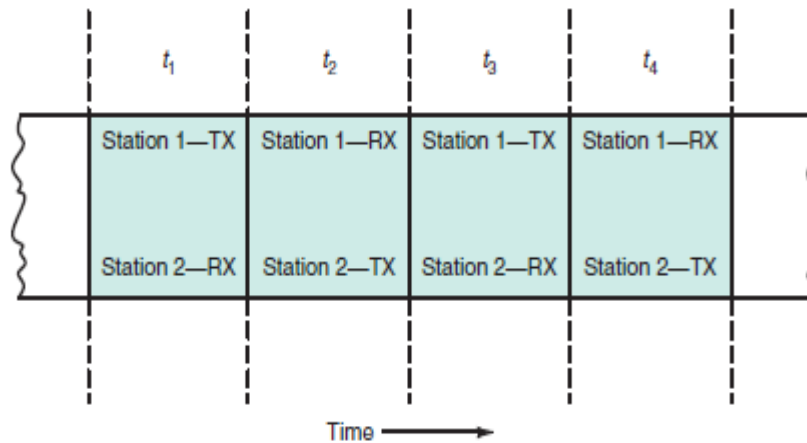 t₁ t₂ t₃ t₄
Station 1—TX Station 1—RX Station 1—TX Station 1—RX
Station 2—RX Station 2—TX Station 2—RX Station 2—TX
Time